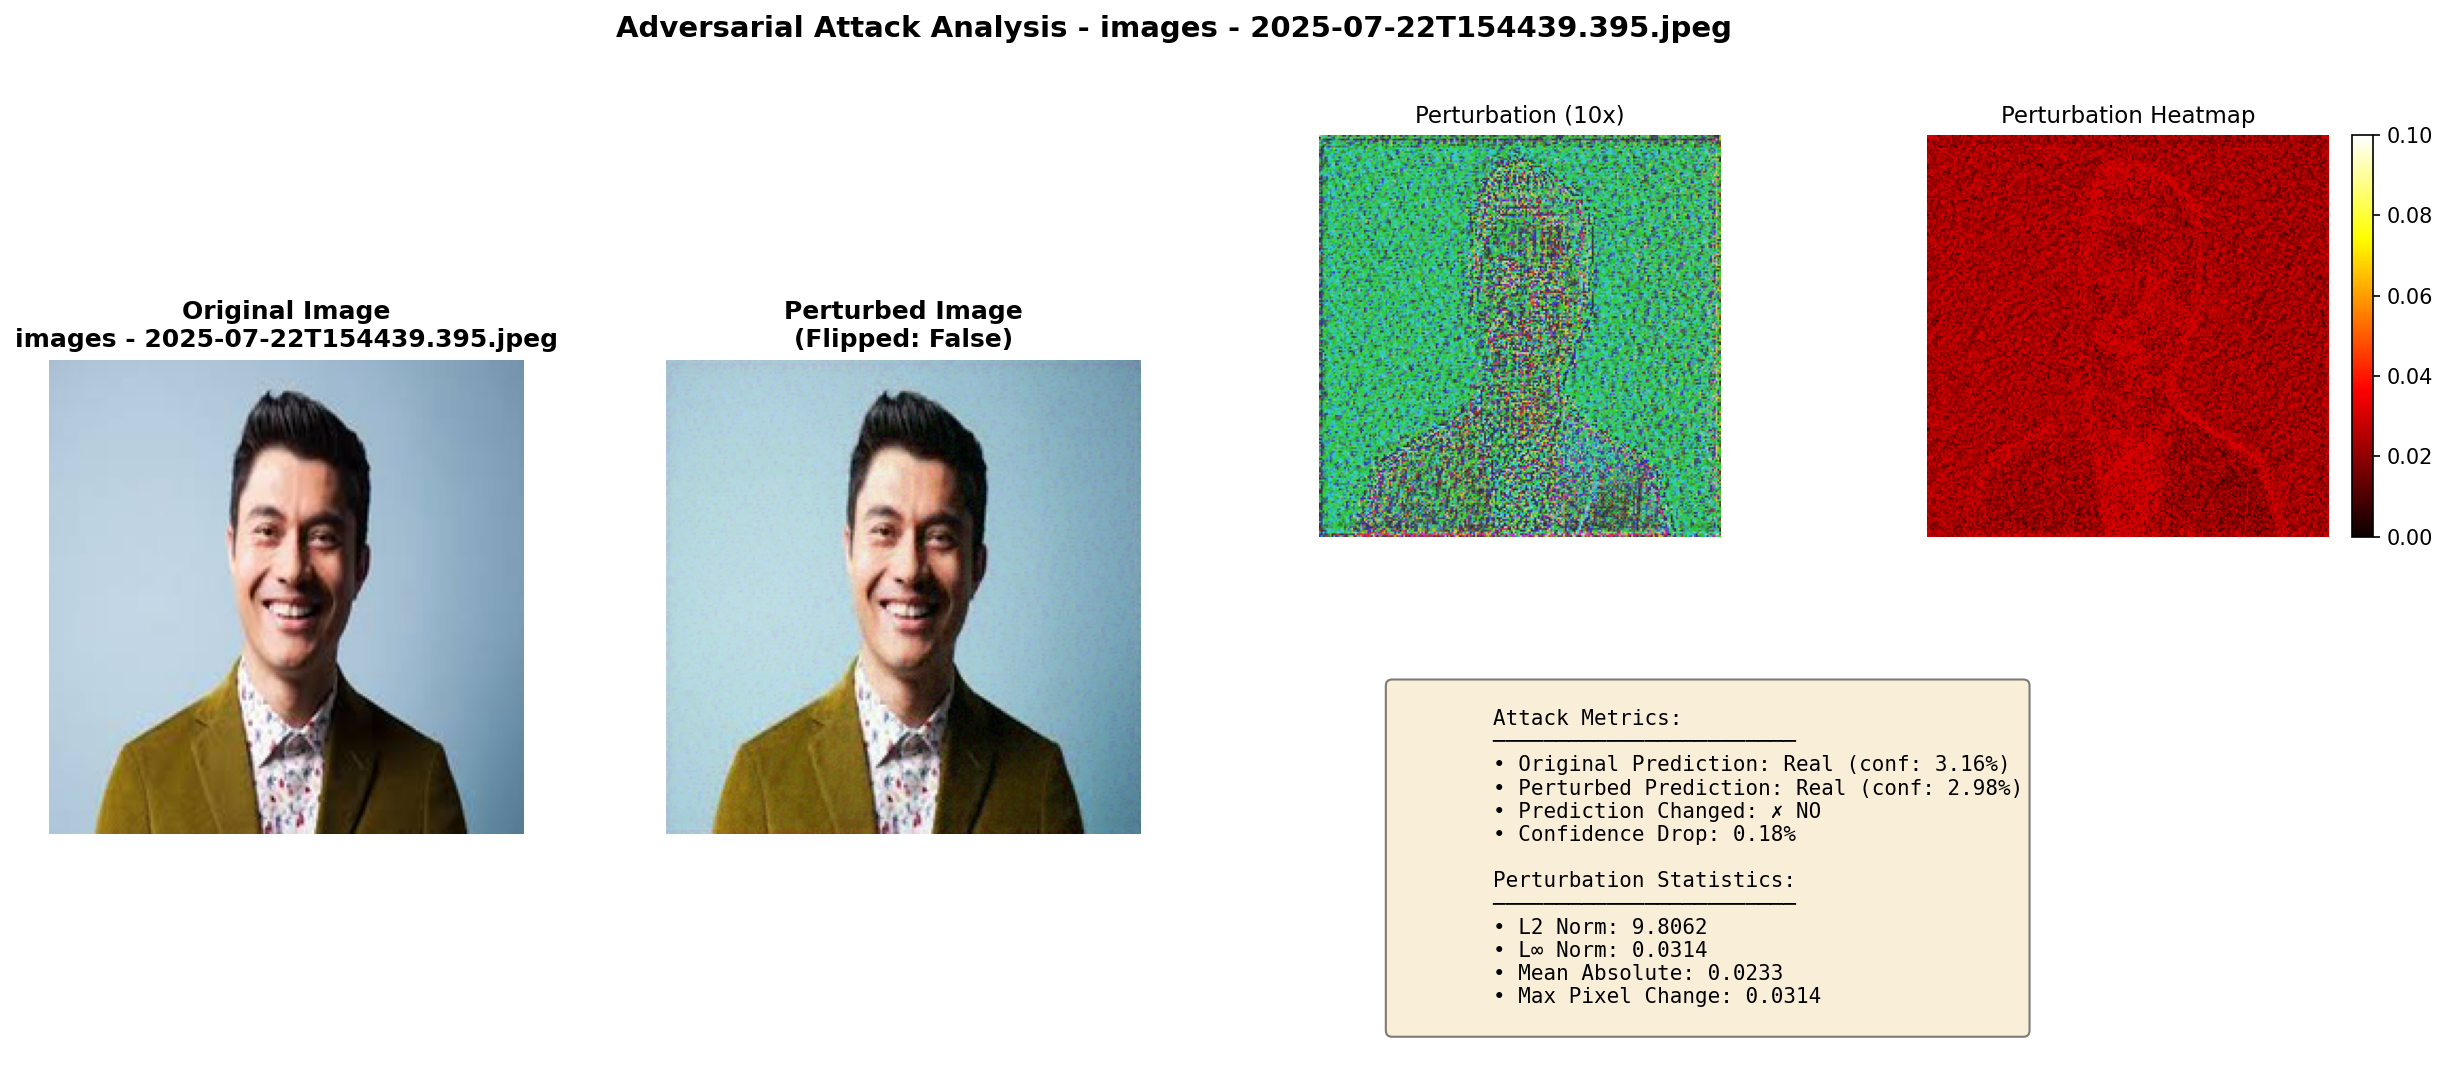 Adversarial Attack Analysis - images - 2025-07-22T154439.395.jpeg
Original Image
images - 2025-07-22T154439.395.jpeg
Perturbed Image
(Flipped: False)
Perturbation (10x)
Perturbation Heatmap
0.10
0.08
0.06
0.04
0.02
0.00
Attack Metrics:
• Original Prediction: Real (conf: 3.16%)
• Perturbed Prediction: Real (conf: 2.98%)
• Prediction Changed: ✗ NO
• Confidence Drop: 0.18%
Perturbation Statistics:
• L2 Norm: 9.8062
• L∞ Norm: 0.0314
• Mean Absolute: 0.0233
• Max Pixel Change: 0.0314